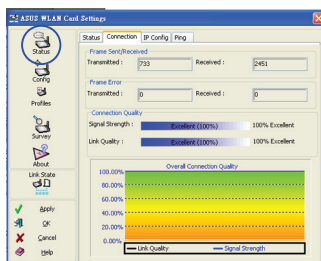 ASUS WLAN Card Settings
Status
Config
Profiles
Survey
About
Link State
Apply
OK
Cancel
Help
Status Connection IP Config Ping
Frame Sent/Received
Transmitted : 733 Received : 2451
Frame Error
Transmitted : 0 Received : 0
Connection Quality
Signal Strength : Excellent (100%) 100% Excellent
Link Quality : Excellent (100%) 100% Excellent
Overall Connection Quality
100.00%
80.00%
60.00%
40.00%
20.00%
0.00%
Link Quality Signal Strength